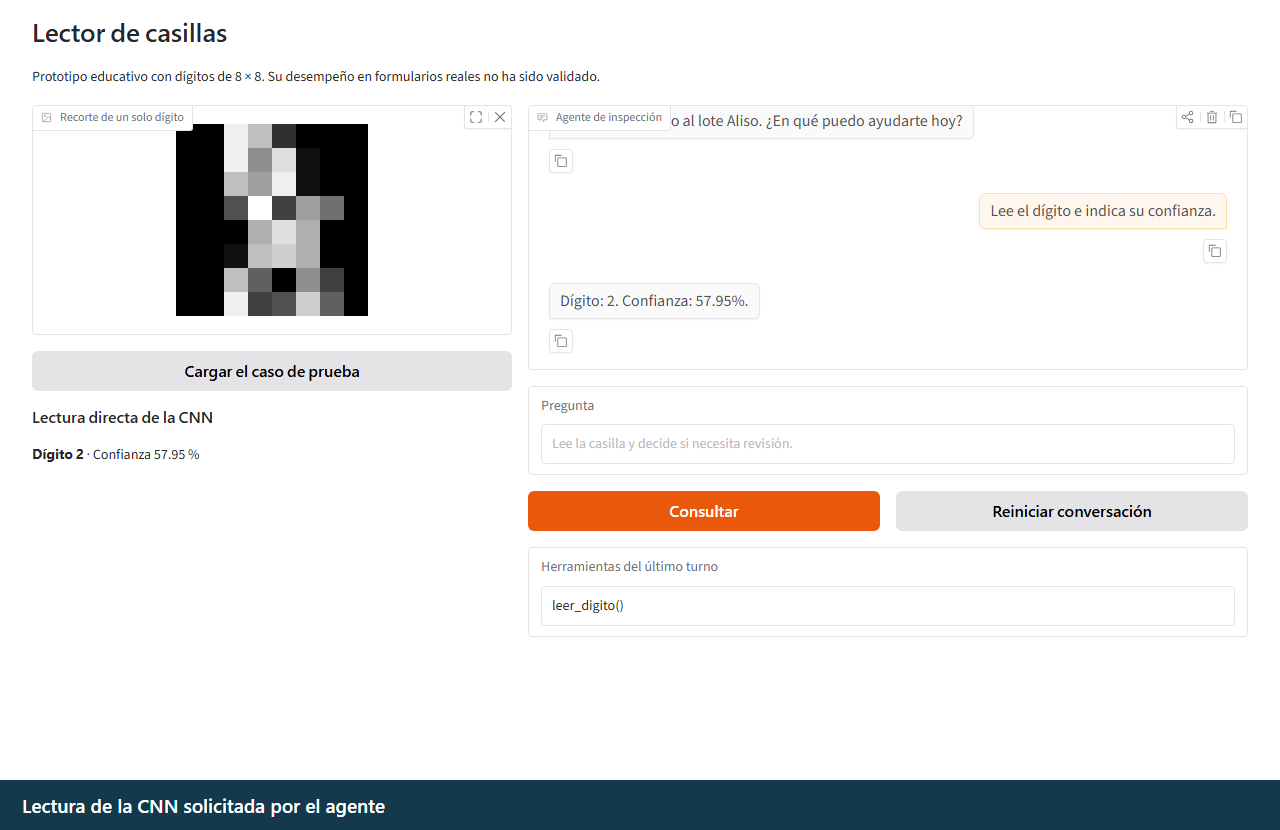 Lector de casillas
Prototipo educativo con dígitos de 8 × 8. Su desempeño en formularios reales no ha sido validado.
Recorte de un solo dígito
Cargar el caso de prueba
Lectura directa de la CNN
Dígito 2 · Confianza 57.95 %
Agente de inspección
o al lote Aliso. ¿En qué puedo ayudarte hoy?
Lee el dígito e indica su confianza.
Dígito: 2. Confianza: 57.95%.
Pregunta
Lee la casilla y decide si necesita revisión.
Consultar
Reiniciar conversación
Herramientas del último turno
leer_digito()
Lectura de la CNN solicitada por el agente